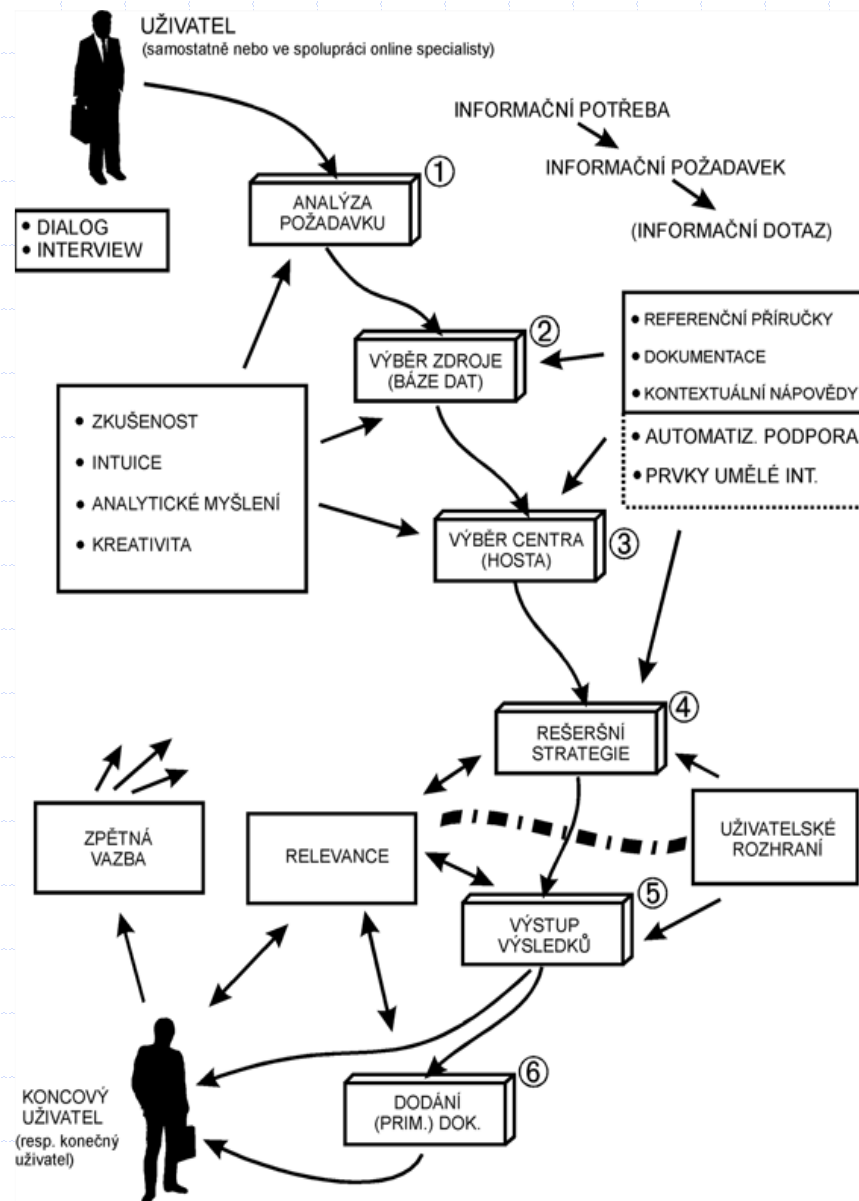 UŽIVATEL
(samostatně nebo ve spolupráci online specialisty)
INFORMAČNÍ POTŘEBA
INFORMAČNÍ POŽADAVEK
(INFORMAČNÍ DOTAZ)
①
ANALÝZA
POŽADAVKU
• DIALOG
• INTERVIEW
②
VÝBĚR ZDROJE
(BÁZE DAT)
• REFERENČNÍ PŘÍRUČKY
• DOKUMENTACE
• KONTEXTUÁLNÍ NÁPOVĚDY
• AUTOMATIZ. PODPORA
• PRVKY UMĚLÉ INT.
• ZKUŠENOST
• INTUICE
• ANALYTICKÉ MYŠLENÍ
• KREATIVITA
③
VÝBĚR CENTRA
(HOSTA)
④
REŠERŠNÍ
STRATEGIE
ZPĚTNÁ
VAZBA
RELEVANCE
UŽIVATELSKÉ
ROZHRANÍ
⑤
VÝSTUP
VÝSLEDKŮ
⑥
DODÁNÍ
(PRIM.) DOK.
KONCOVÝ
UŽIVATEL
(resp. konečný
uživatel)